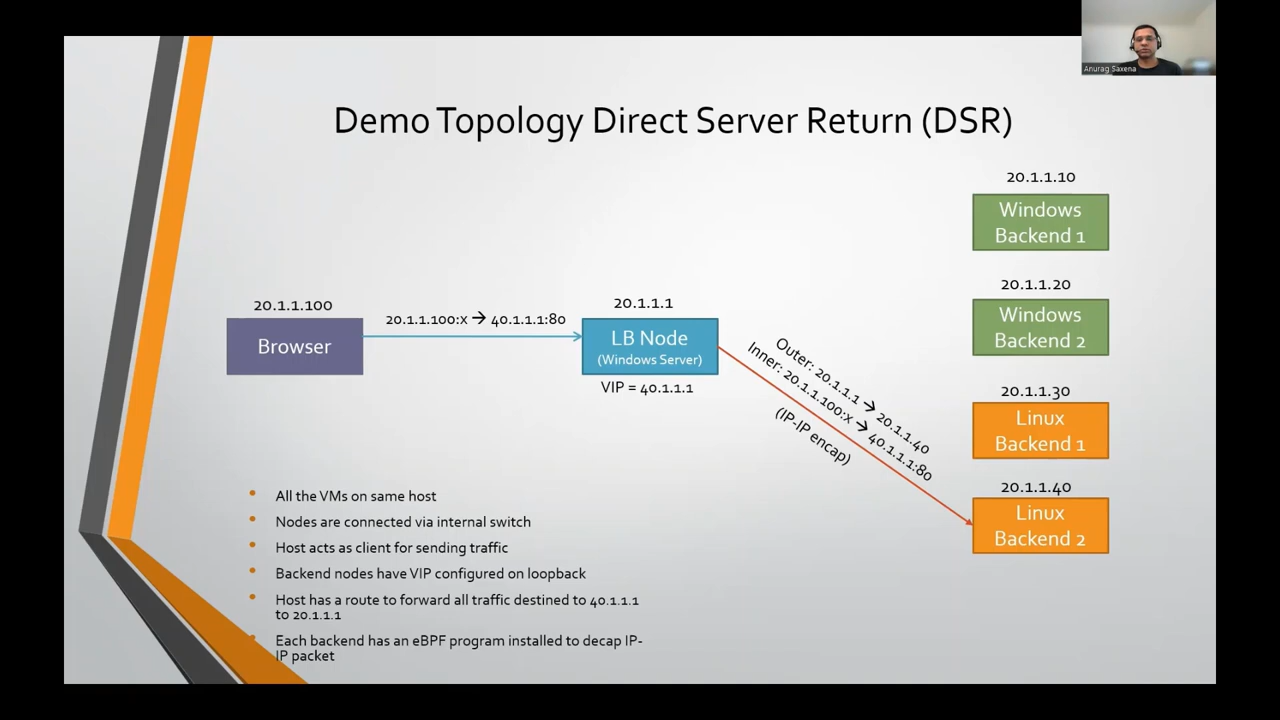 Anurag Saxena
Demo Topology Direct Server Return (DSR)
20.1.1.10
Windows
Backend 1
20.1.1.20
Windows
Backend 2
20.1.1.100
Browser
20.1.1.100:x → 40.1.1.1:80
20.1.1.1
LB Node
(Windows Server)
VIP = 40.1.1.1
Outer: 20.1.1.1 → 20.1.1.40
Inner: 20.1.1.100:x → 40.1.1.1:80
(IP-IP encap)
20.1.1.30
Linux
Backend 1
20.1.1.40
Linux
Backend 2
• All the VMs on same host
• Nodes are connected via internal switch
• Host acts as client for sending traffic
• Backend nodes have VIP configured on loopback
• Host has a route to forward all traffic destined to 40.1.1.1
to 20.1.1.1
• Each backend has an eBPF program installed to decap IP-
IP packet